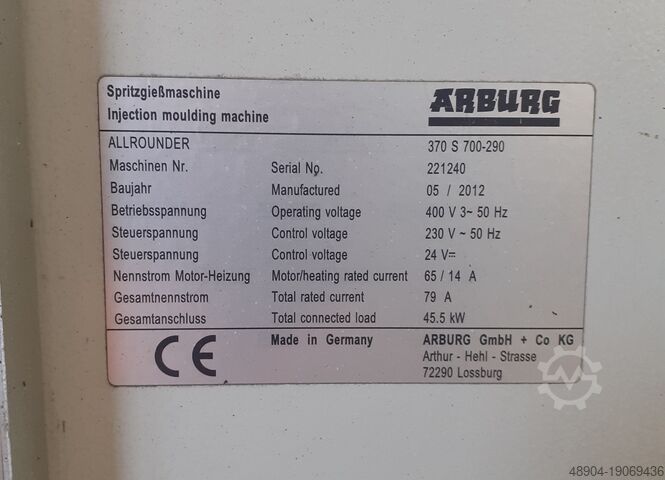 Spritzgießmaschine
Injection moulding machine
ARBURG
ALLROUNDER 370 S 700-290
Maschinen Nr. Serial No. 221240
Baujahr Manufactured 05 / 2012
Betriebsspannung Operating voltage 400 V 3~ 50 Hz
Steuerspannung Control voltage 230 V ~ 50 Hz
Steuerspannung Control voltage 24 V⎓
Nennstrom Motor-Heizung Motor/heating rated current 65 / 14 A
Gesamtnennstrom Total rated current 79 A
Gesamtanschluss Total connected load 45.5 kW
CE
Made in Germany ARBURG GmbH + Co KG
Arthur - Hehl - Strasse
72290 Lossburg
48904-19069436